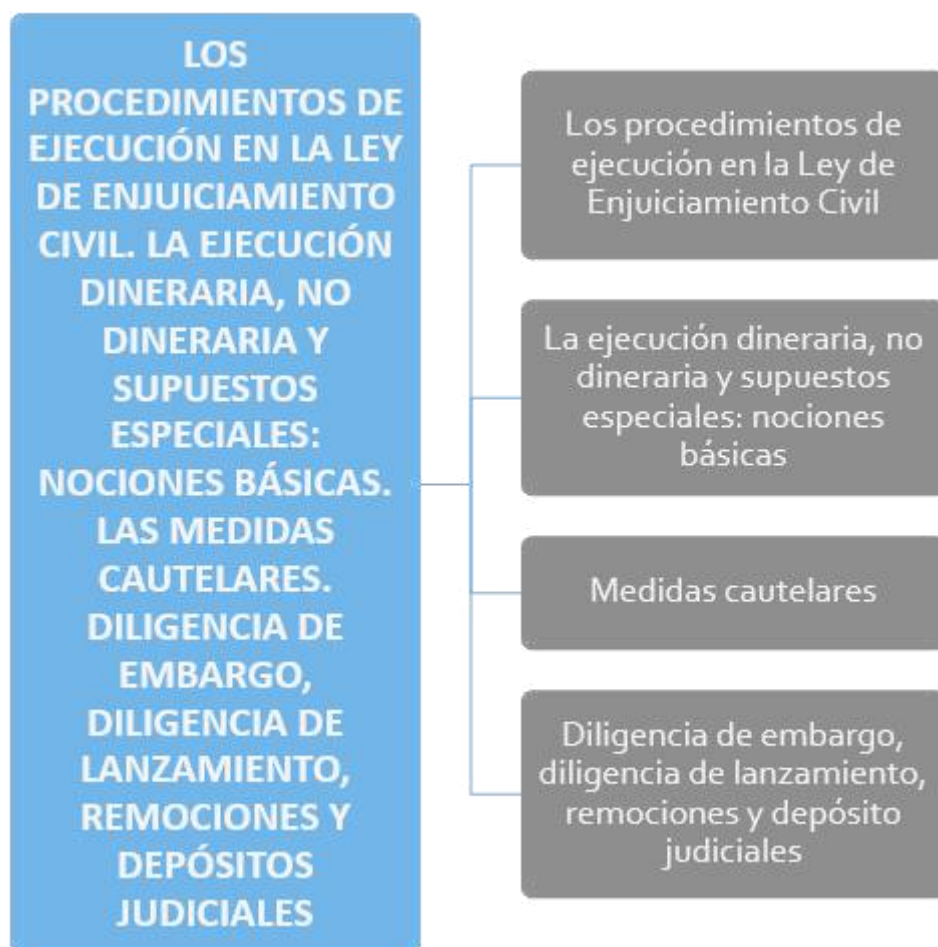 LOS
PROCEDIMIENTOS DE
EJECUCIÓN EN LA LEY
DE ENJUICIAMIENTO
CIVIL. LA EJECUCIÓN
DINERARIA, NO
DINERARIA Y
SUPUESTOS
ESPECIALES:
NOCIONES BÁSICAS.
LAS MEDIDAS
CAUTELARES.
DILIGENCIA DE
EMBARGO,
DILIGENCIA DE
LANZAMIENTO,
REMOCIONES Y
DEPÓSITOS
JUDICIALES
Los procedimientos de
ejecución en la Ley de
Enjuiciamiento Civil
La ejecución dineraria, no
dineraria y supuestos
especiales: nociones
básicas
Medidas cautelares
Diligencia de embargo,
diligencia de lanzamiento,
remociones y depósito
judiciales